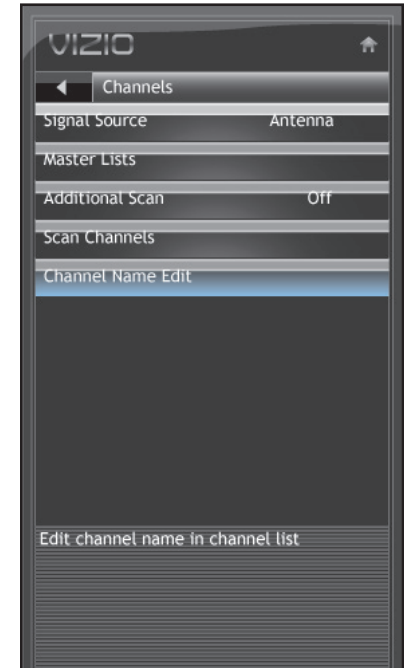 VIZIO
Channels
Signal Source Antenna
Master Lists
Additional Scan Off
Scan Channels
Channel Name Edit
Edit channel name in channel list